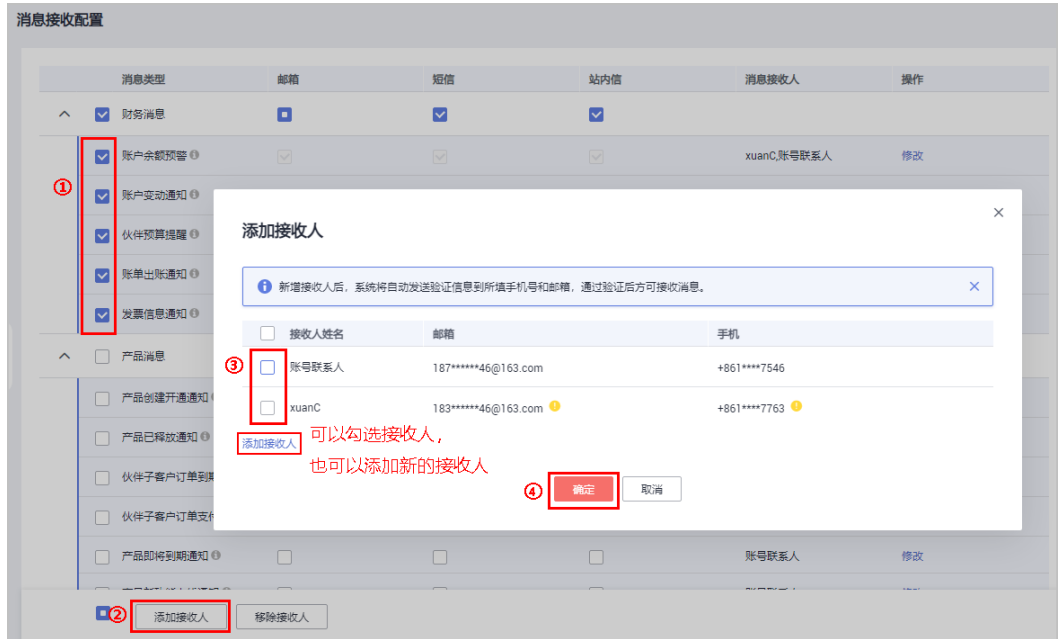 消息接收配置
消息类型 邮箱 短信 站内信 消息接收人 操作
财务消息
账户余额预警 xuanC,账号联系人 修改
①
账户变动通知
伙伴预算提醒
账单出账通知
发票信息通知
产品消息
产品创建开通通知
产品已释放通知
伙伴子客户订单到期
伙伴子客户订单支付
添加接收人
新增接收人后，系统将自动发送验证信息到所填手机号和邮箱，通过验证后方可接收消息。
接收人姓名 邮箱 手机
③
账号联系人 187******46@163.com +861****7546
xuanC 183******46@163.com +861****7763
添加接收人
可以勾选接收人，
也可以添加新的接收人
④ 确定 取消
产品即将到期通知 账号联系人 修改
② 添加接收人 移除接收人